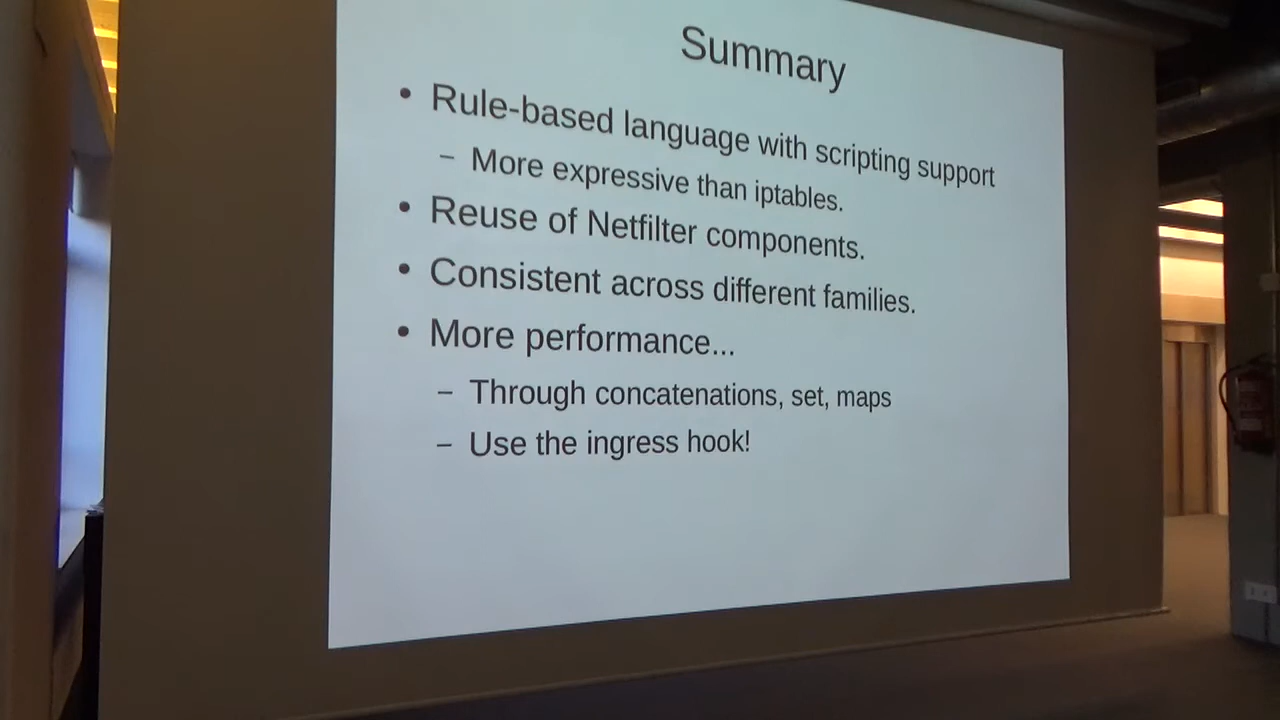 Summary
• Rule-based language with scripting support
– More expressive than iptables.
• Reuse of Netfilter components.
• Consistent across different families.
• More performance...
– Through concatenations, set, maps
– Use the ingress hook!